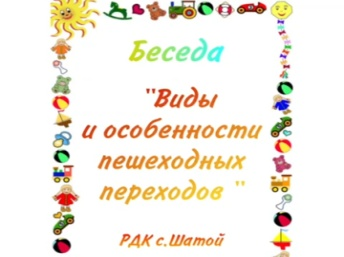 Беседа
"Виды
и особенности
пешеходных
переходов "
РДК с.Шатой